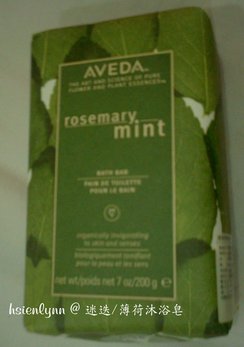 AVEDA
THE ART AND SCIENCE OF PURE
FLOWER AND PLANT ESSENCES
rosemary
mint
BATH BAR
PAIN DE TOILETTE
POUR LE BAIN
organically invigorating
to skin and senses
biologiquement tonifiant
pour la peau et les sens
net wt/poids net 7 oz/200 g
hsienlynn @ 迷迭/薄荷沐浴皂